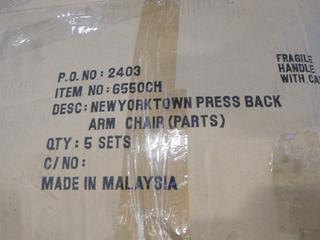 P.O. NO: 2403
ITEM NO: 6550CH
DESC: NEWYORKTOWN PRESS BACK
ARM CHAIR (PARTS)
QTY: 5 SETS
C/NO:
MADE IN MALAYSIA
FRAGILE
HANDLE
WITH CA